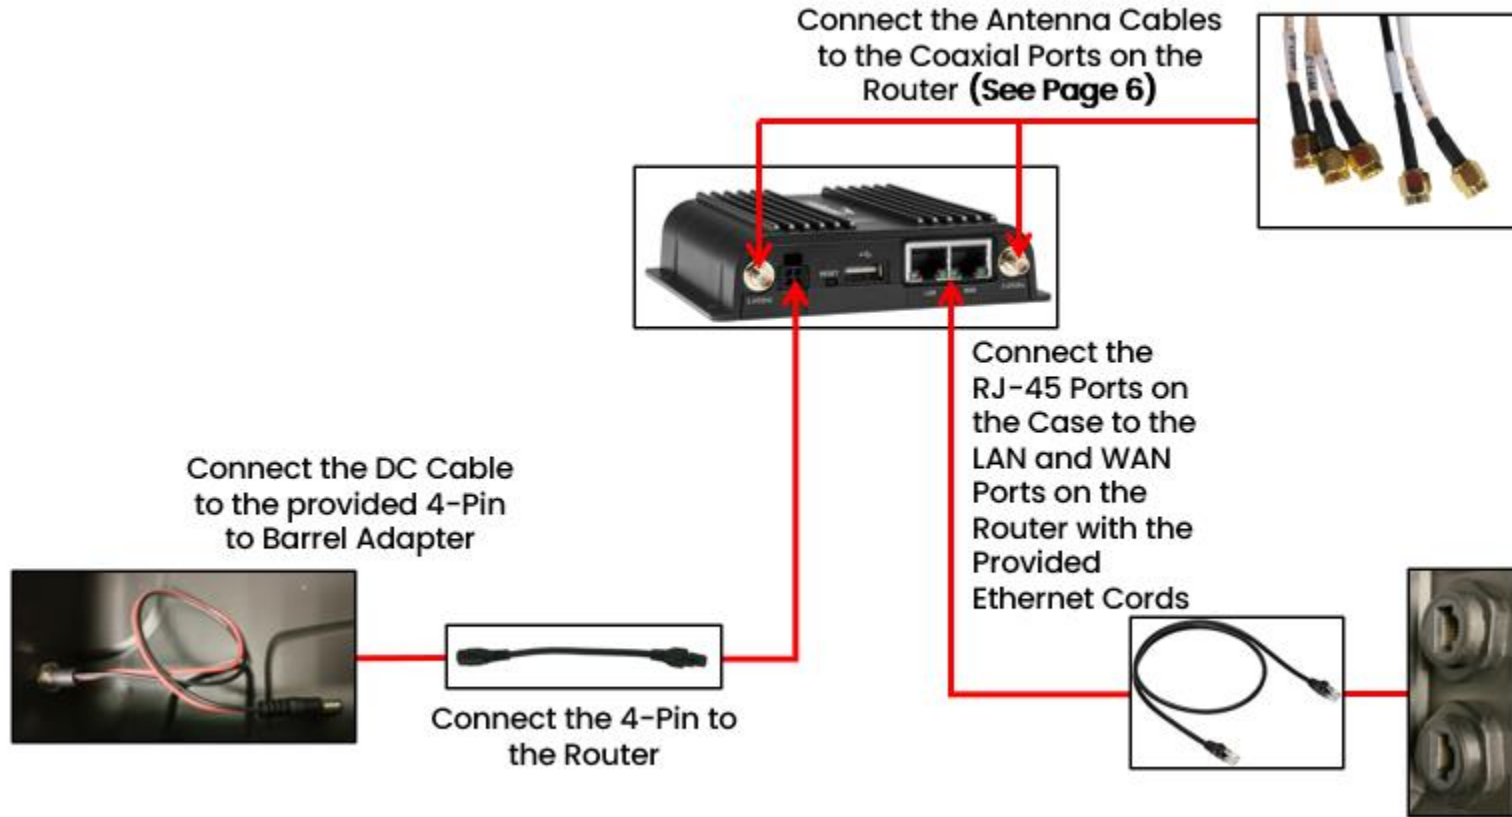 Connect the Antenna Cables
to the Coaxial Ports on the
Router (See Page 6)
RESET
Connect the
RJ-45 Ports on
the Case to the
LAN and WAN
Ports on the
Router with the
Provided
Ethernet Cords
Connect the DC Cable
to the provided 4-Pin
to Barrel Adapter
Connect the 4-Pin to
the Router